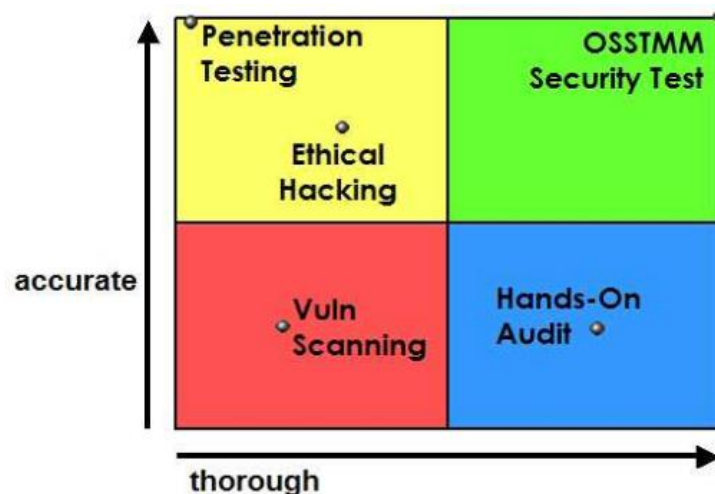 Penetration
Testing
OSSTMM
Security Test
Ethical
Hacking
accurate
Vuln
Scanning
Hands-On
Audit
thorough